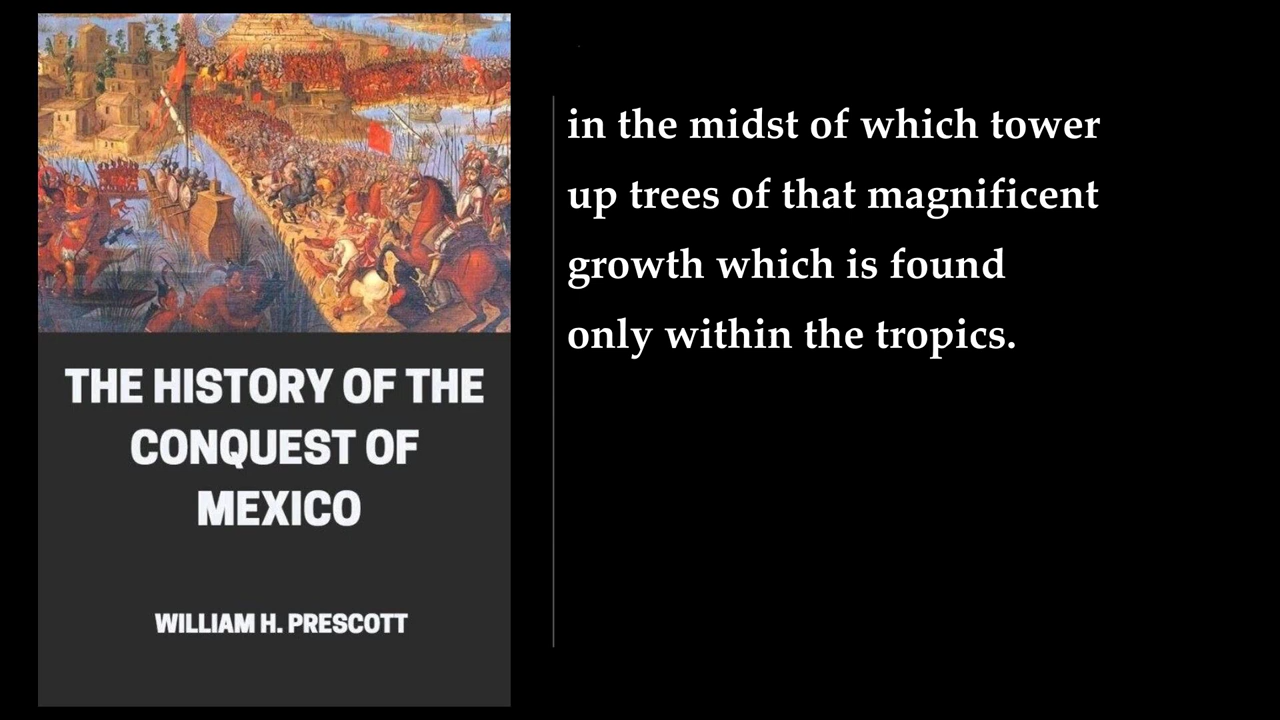 THE HISTORY OF THE
CONQUEST OF
MEXICO
WILLIAM H. PRESCOTT
in the midst of which tower
up trees of that magnificent
growth which is found
only within the tropics.